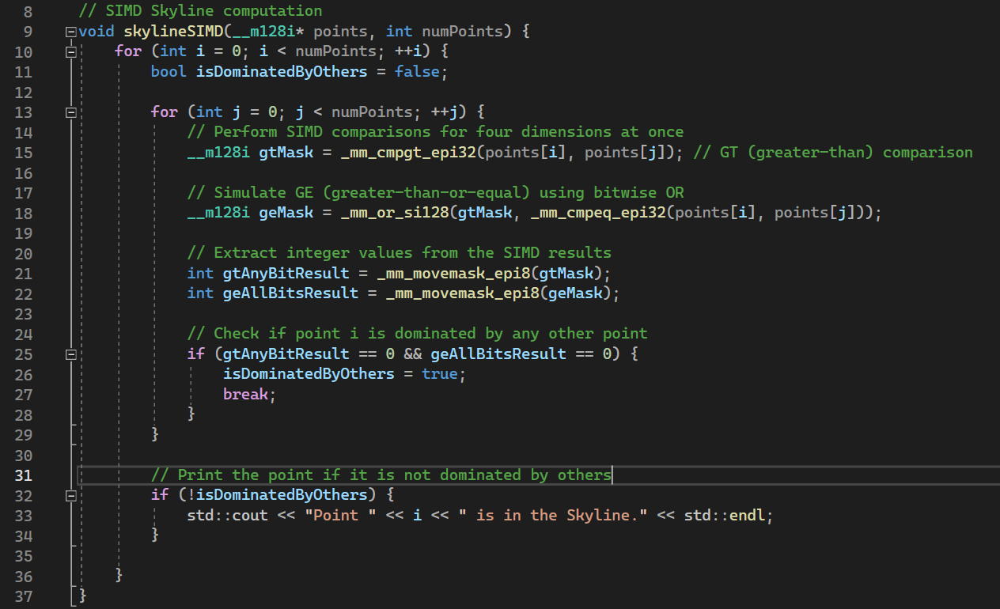 8 // SIMD Skyline computation
9 void skylineSIMD(__m128i* points, int numPoints) {
10 for (int i = 0; i < numPoints; ++i) {
11 bool isDominatedByOthers = false;
12
13 for (int j = 0; j < numPoints; ++j) {
14 // Perform SIMD comparisons for four dimensions at once
15 __m128i gtMask = _mm_cmpgt_epi32(points[i], points[j]); // GT (greater-than) comparison
16
17 // Simulate GE (greater-than-or-equal) using bitwise OR
18 __m128i geMask = _mm_or_si128(gtMask, _mm_cmpeq_epi32(points[i], points[j]));
19
20 // Extract integer values from the SIMD results
21 int gtAnyBitResult = _mm_movemask_epi8(gtMask);
22 int geAllBitsResult = _mm_movemask_epi8(geMask);
23
24 // Check if point i is dominated by any other point
25 if (gtAnyBitResult == 0 && geAllBitsResult == 0) {
26 isDominatedByOthers = true;
27 break;
28 }
29 }
30
31 // Print the point if it is not dominated by others
32 if (!isDominatedByOthers) {
33 std::cout << "Point " << i << " is in the Skyline." << std::endl;
34 }
35
36 }
37 }